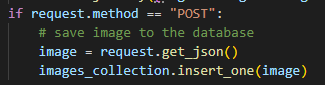 if request.method == "POST":
# save image to the database
image = request.get_json()
images_collection.insert_one(image)